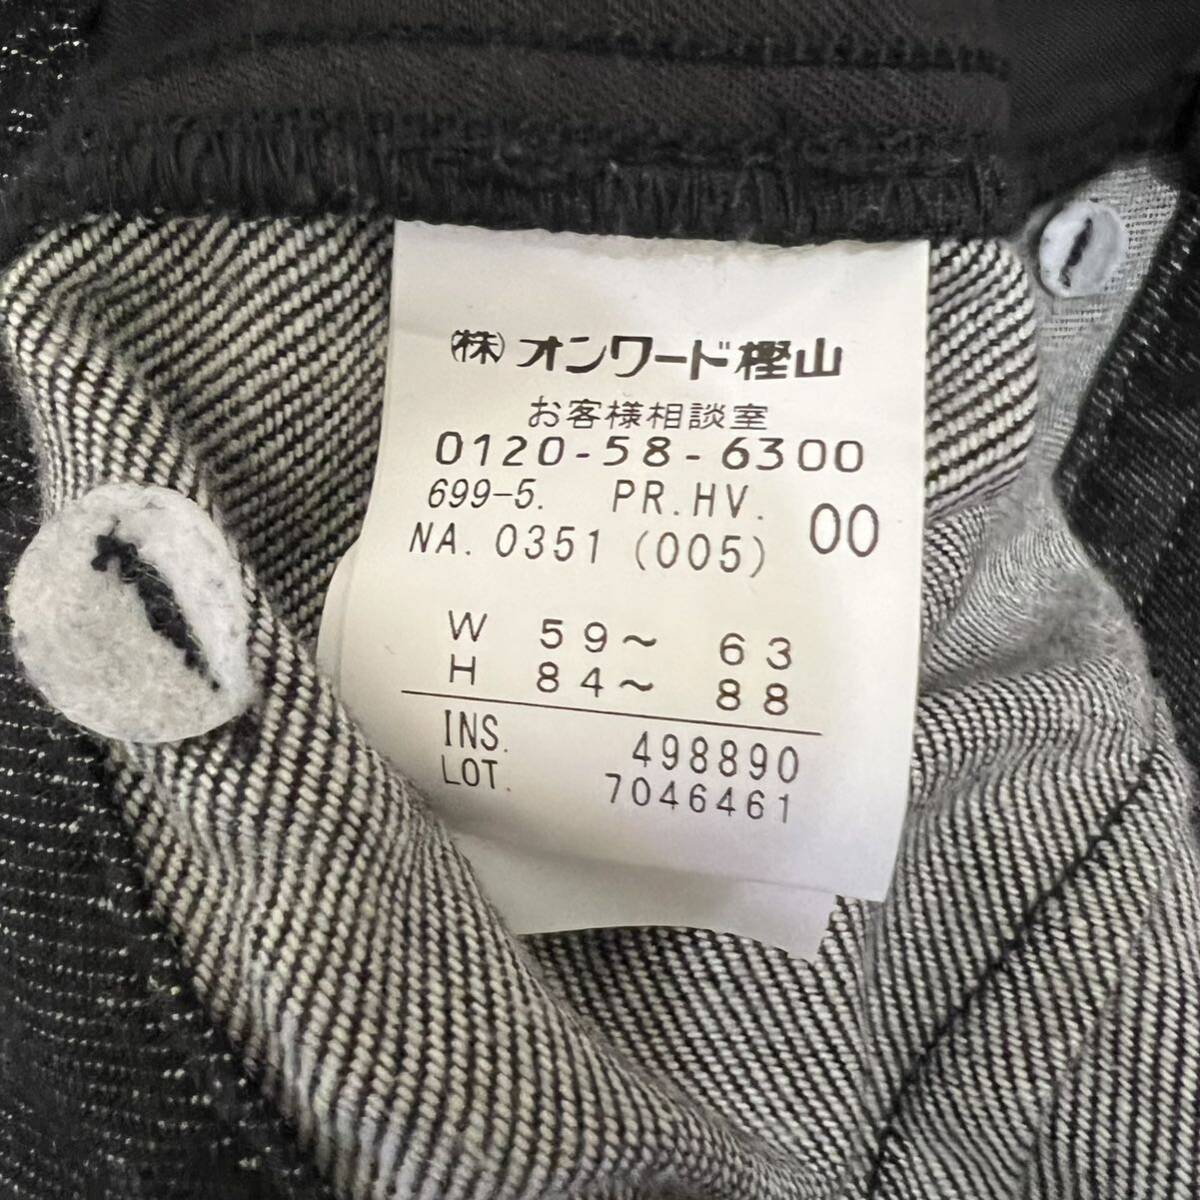 (株)オンワード樫山
お客様相談室
0120-58-6300
699-5. PR.HV. 00
NA. 0351 (005)
W 59～ 63
H 84～ 88
INS. 498890
LOT. 7046461